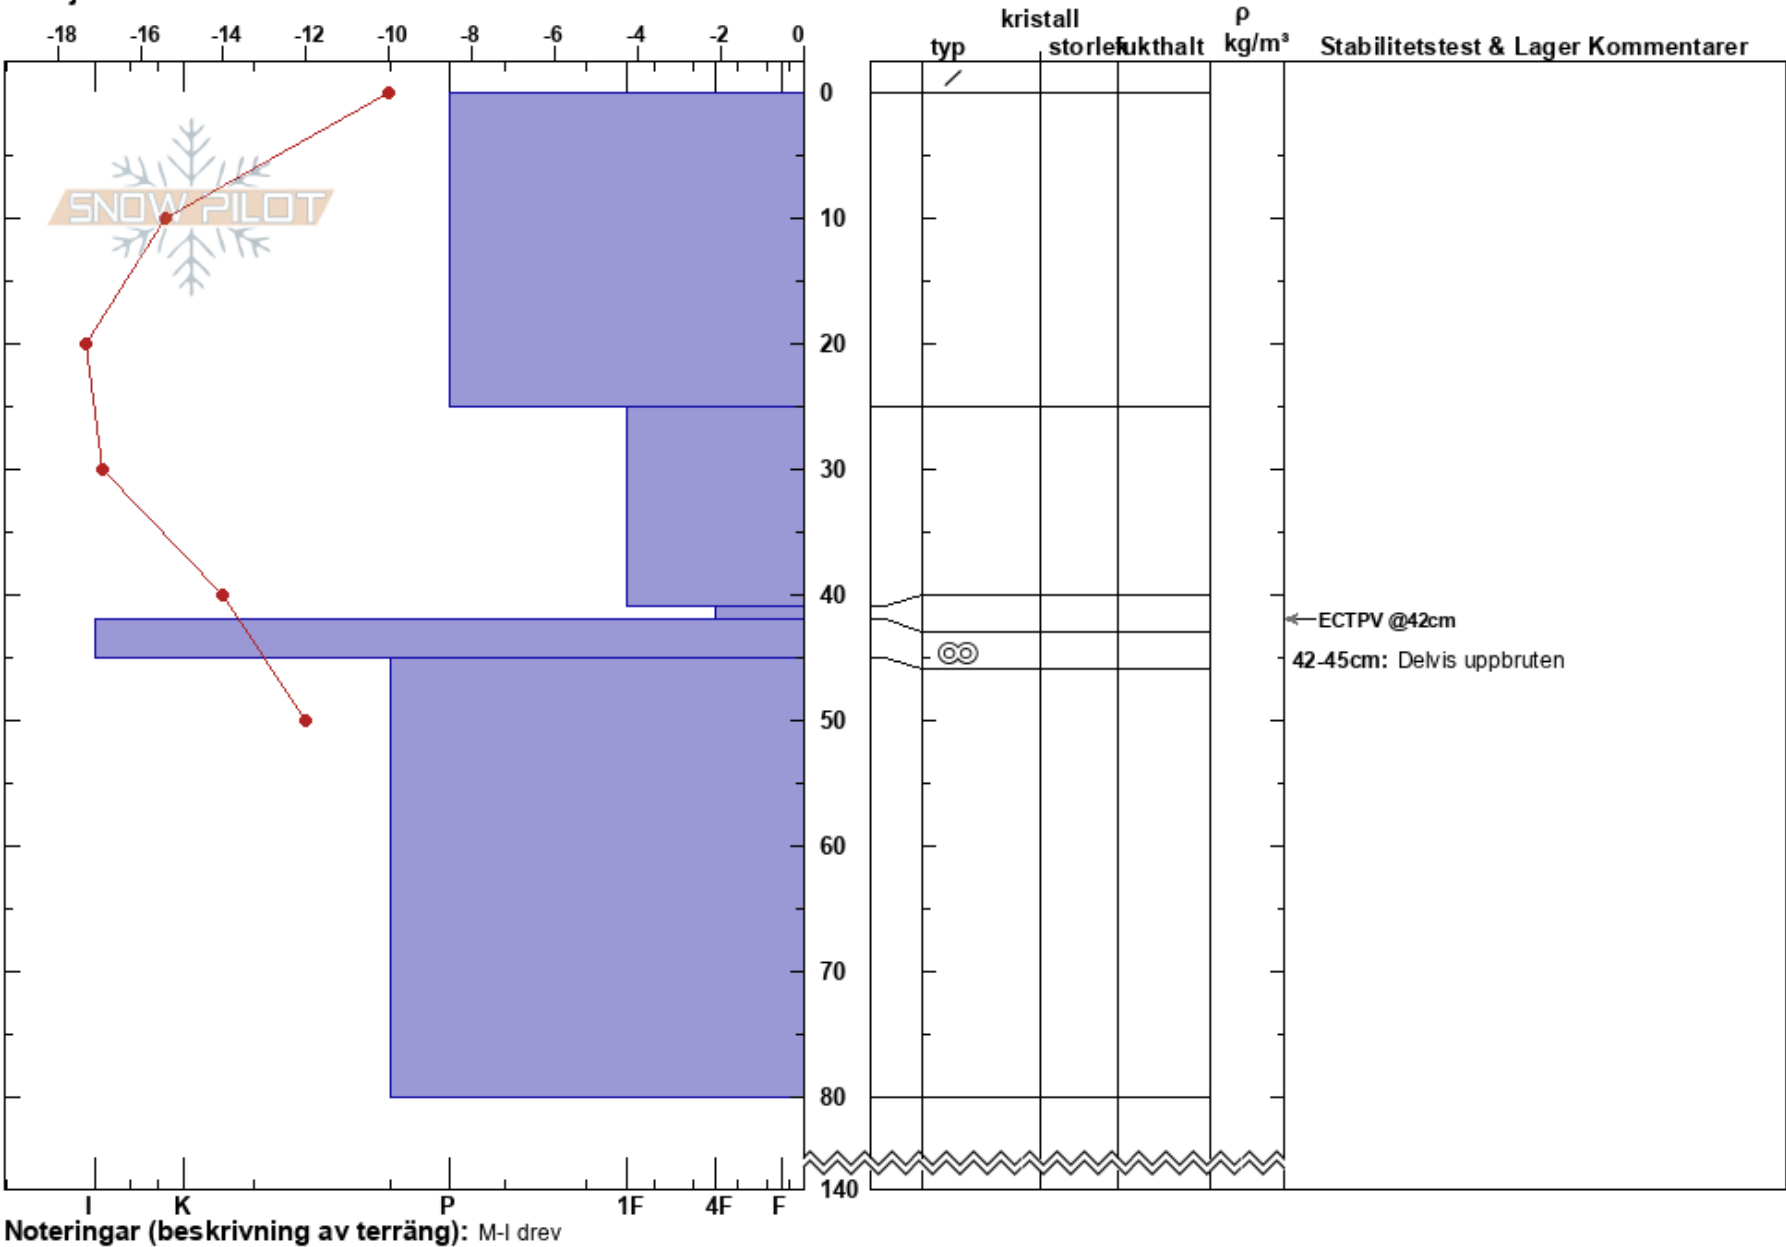 kristall ρ
-18 -16 -14 -12 -10 -8 -6 -4 -2 0 typ storlek fukthalt kg/m³ Stabilitetstest & Lager Kommentarer
0
SNOW PILOT
10
20
30
40
ECTPV @42cm
42-45cm: Delvis uppbruten
50
60
70
80
140
I K P 1F 4F F
Noteringar (beskrivning av terräng): M-I drev